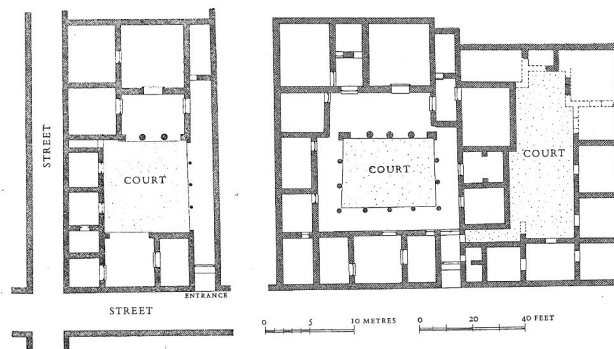 STREET
COURT
COURT
COURT
ENTRANCE
STREET
0 5 10 METRES 0 20 40 FEET